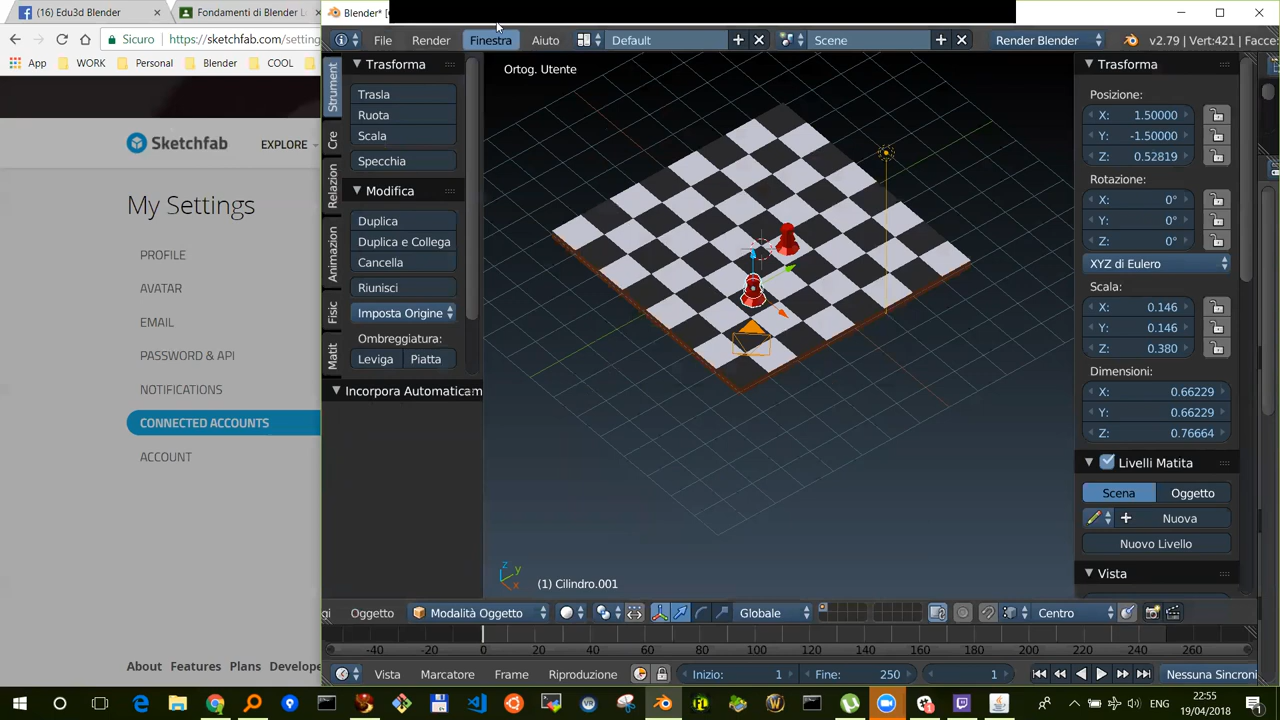 (16) Edu3d Blender
Fondamenti di Blender L
Sicuro
https://sketchfab.com/setting
App
WORK
Personal
Blender
COOL
Sketchfab
EXPLORE
My Settings
PROFILE
AVATAR
EMAIL
PASSWORD & API
NOTIFICATIONS
CONNECTED ACCOUNTS
ACCOUNT
About Features Plans Develope
Blender* [
File
Render
Finestra
Aiuto
Default
Scene
Render Blender
v2.79 | Vert:421 | Facce:
Strument
Cre
Relazion
Animazion
Fisic
Matit
Trasforma
Trasla
Ruota
Scala
Specchia
Modifica
Duplica
Duplica e Collega
Cancella
Riunisci
Imposta Origine
Ombreggiatura:
Leviga
Piatta
Incorpora Automaticam
Ortog. Utente
(1) Cilindro.001
Trasforma
Posizione:
X: 1.50000
Y: -1.50000
Z: 0.52819
Rotazione:
X: 0°
Y: 0°
Z: 0°
XYZ di Eulero
Scala:
X: 0.146
Y: 0.146
Z: 0.380
Dimensioni:
X: 0.66229
Y: 0.66229
Z: 0.76664
Livelli Matita
Scena
Oggetto
Nuova
Nuovo Livello
Vista
gi
Oggetto
Modalità Oggetto
Globale
Centro
-40 -20 0 20 40 60 80 100 120 140 160 180 200 220 240 260
Vista
Marcatore
Frame
Riproduzione
Inizio: 1
Fine: 250
1
Nessuna Sincroni
ENG
22:55
19/04/2018